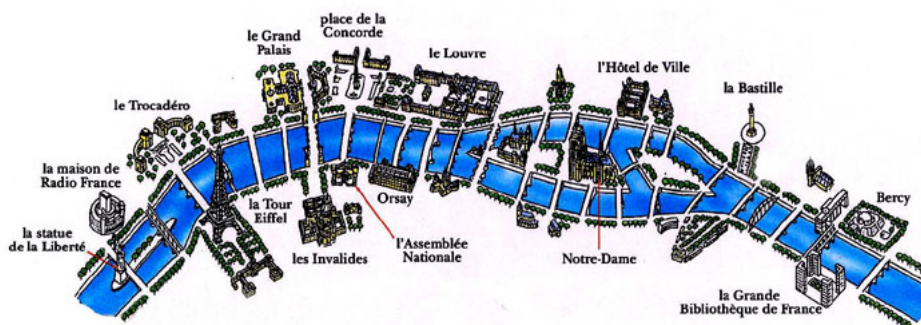 place de la
Concorde
le Grand
Palais
le Louvre
l'Hôtel de Ville
la Bastille
le Trocadéro
la maison de
Radio France
la statue
de la Liberté
la Tour
Eiffel
les Invalides
Orsay
l'Assemblée
Nationale
Notre-Dame
Bercy
la Grande
Bibliothèque de France